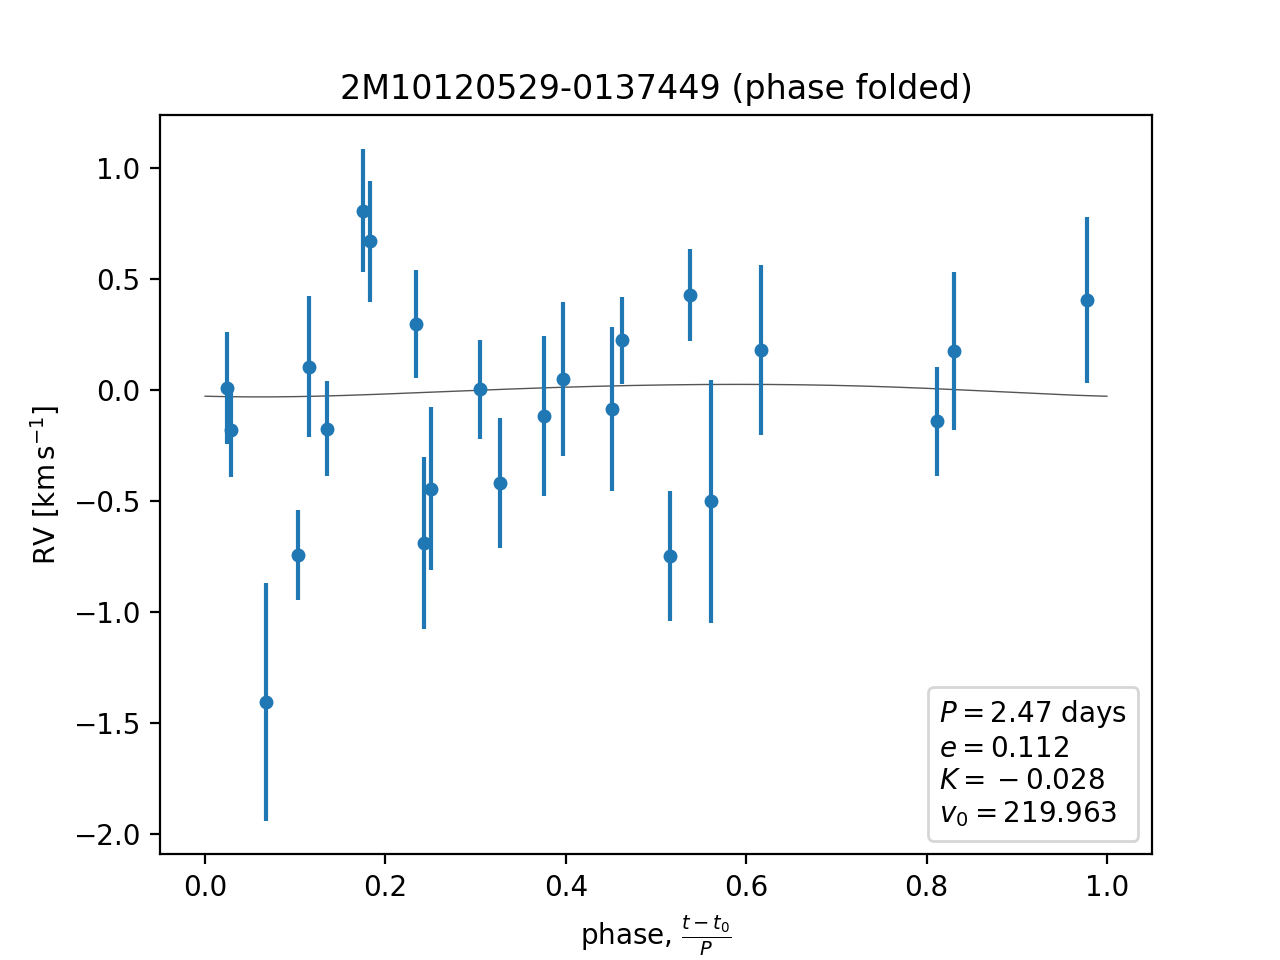 2M10120529-0137449 (phase folded)
RV [km s⁻¹]
1.0
0.5
0.0
−0.5
−1.0
−1.5
−2.0
P = 2.47 days
e = 0.112
K = −0.028
v₀ = 219.963
0.0 0.2 0.4 0.6 0.8 1.0
phase, (t − t₀)/P